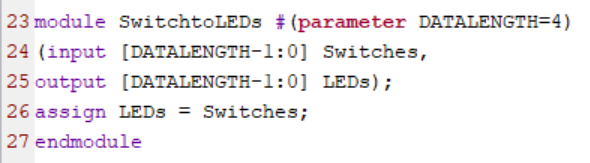 23 module SwitchtoLEDs #(parameter DATALENGTH=4)
24 (input [DATALENGTH-1:0] Switches,
25 output [DATALENGTH-1:0] LEDs);
26 assign LEDs = Switches;
27 endmodule